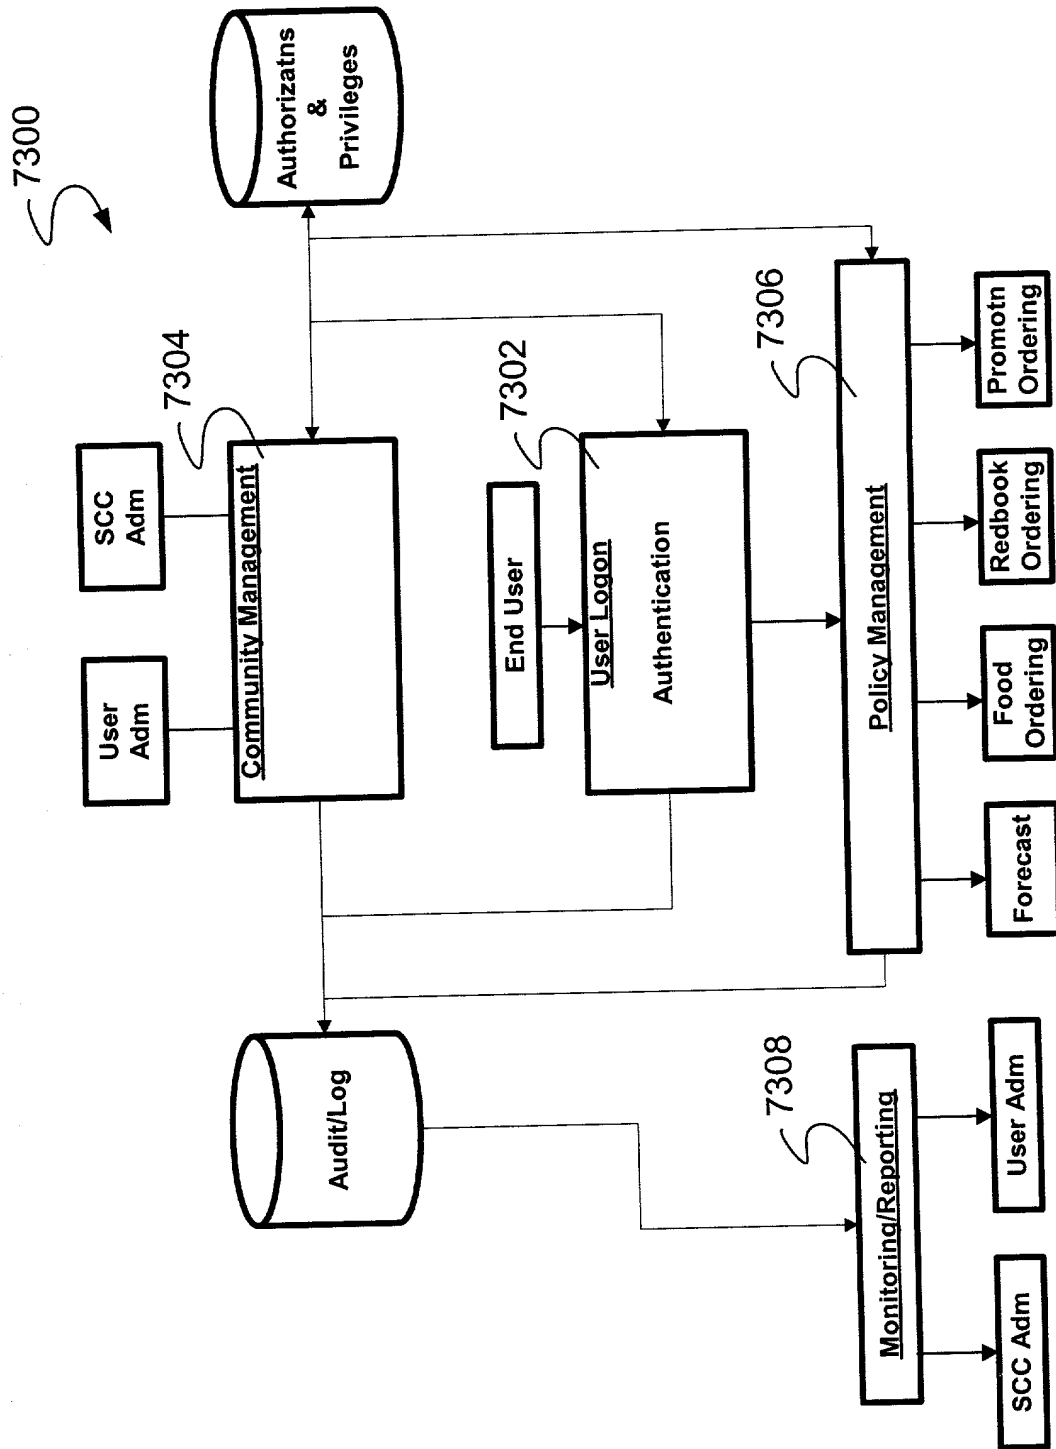 7300
User
Adm
SCC
Adm
7304
Community Management
Authorizatns
&
Privileges
Audit/Log
End User
7302
User Logon
Authentication
7306
Policy Management
7308
Monitoring/Reporting
SCC Adm
User Adm
Forecast
Food
Ordering
Redbook
Ordering
Promotn
Ordering